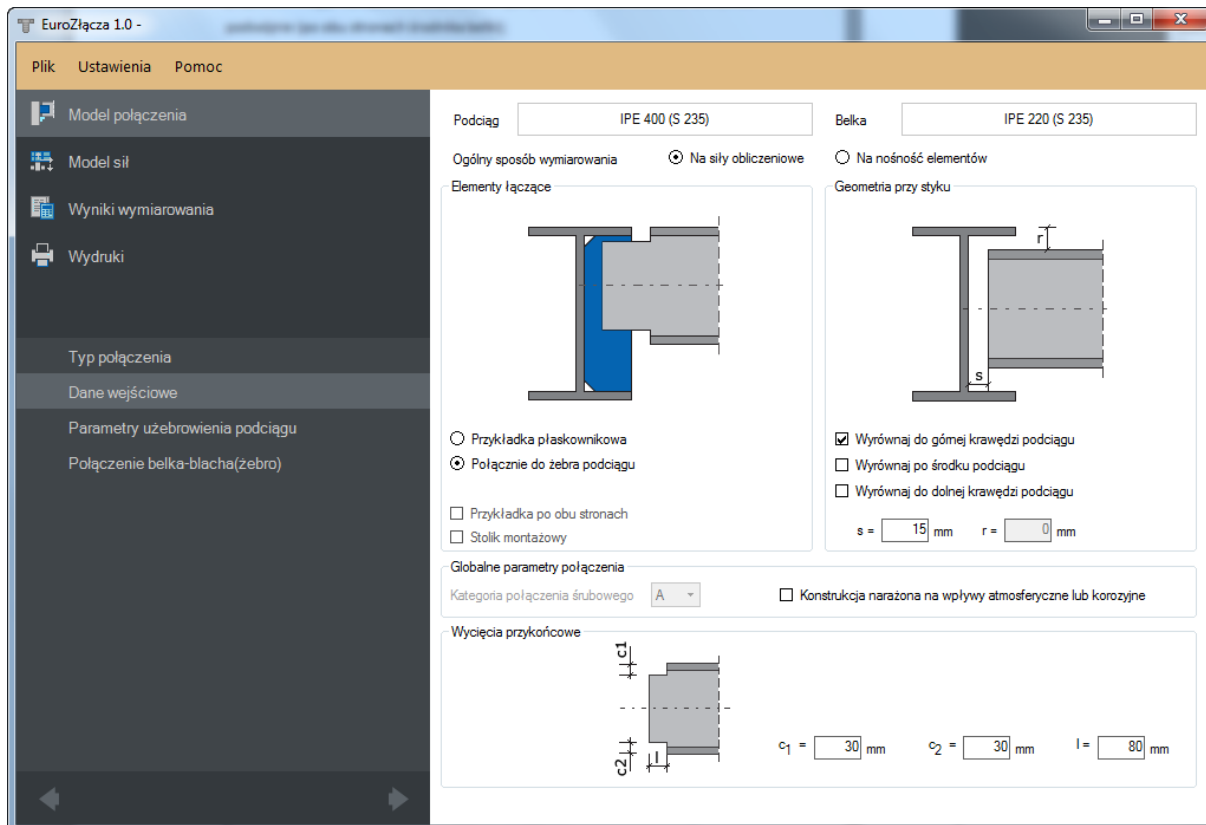 EuroZłącza 1.0 -
Plik Ustawienia Pomoc
Model połączenia
Model sił
Wyniki wymiarowania
Wydruki
Typ połączenia
Dane wejściowe
Parametry użebrowienia podciągu
Połączenie belka-blacha(żebro)
Podciąg IPE 400 (S 235) Belka IPE 220 (S 235)
Ogólny sposób wymiarowania Na siły obliczeniowe Na nośność elementów
Elementy łączące
Przykładka płaskownikowa
Połącznie do żebra podciągu
Przykładka po obu stronach
Stolik montażowy
Geometria przy styku
r
s
Wyrównaj do górnej krawędzi podciągu
Wyrównaj po środku podciągu
Wyrównaj do dolnej krawędzi podciągu
s = 15 mm r = 0 mm
Globalne parametry połączenia
Kategoria połączenia śrubowego A Konstrukcja narażona na wpływy atmosferyczne lub korozyjne
Wycięcia przykońcowe
c1
c2
l
c1 = 30 mm c2 = 30 mm l = 80 mm